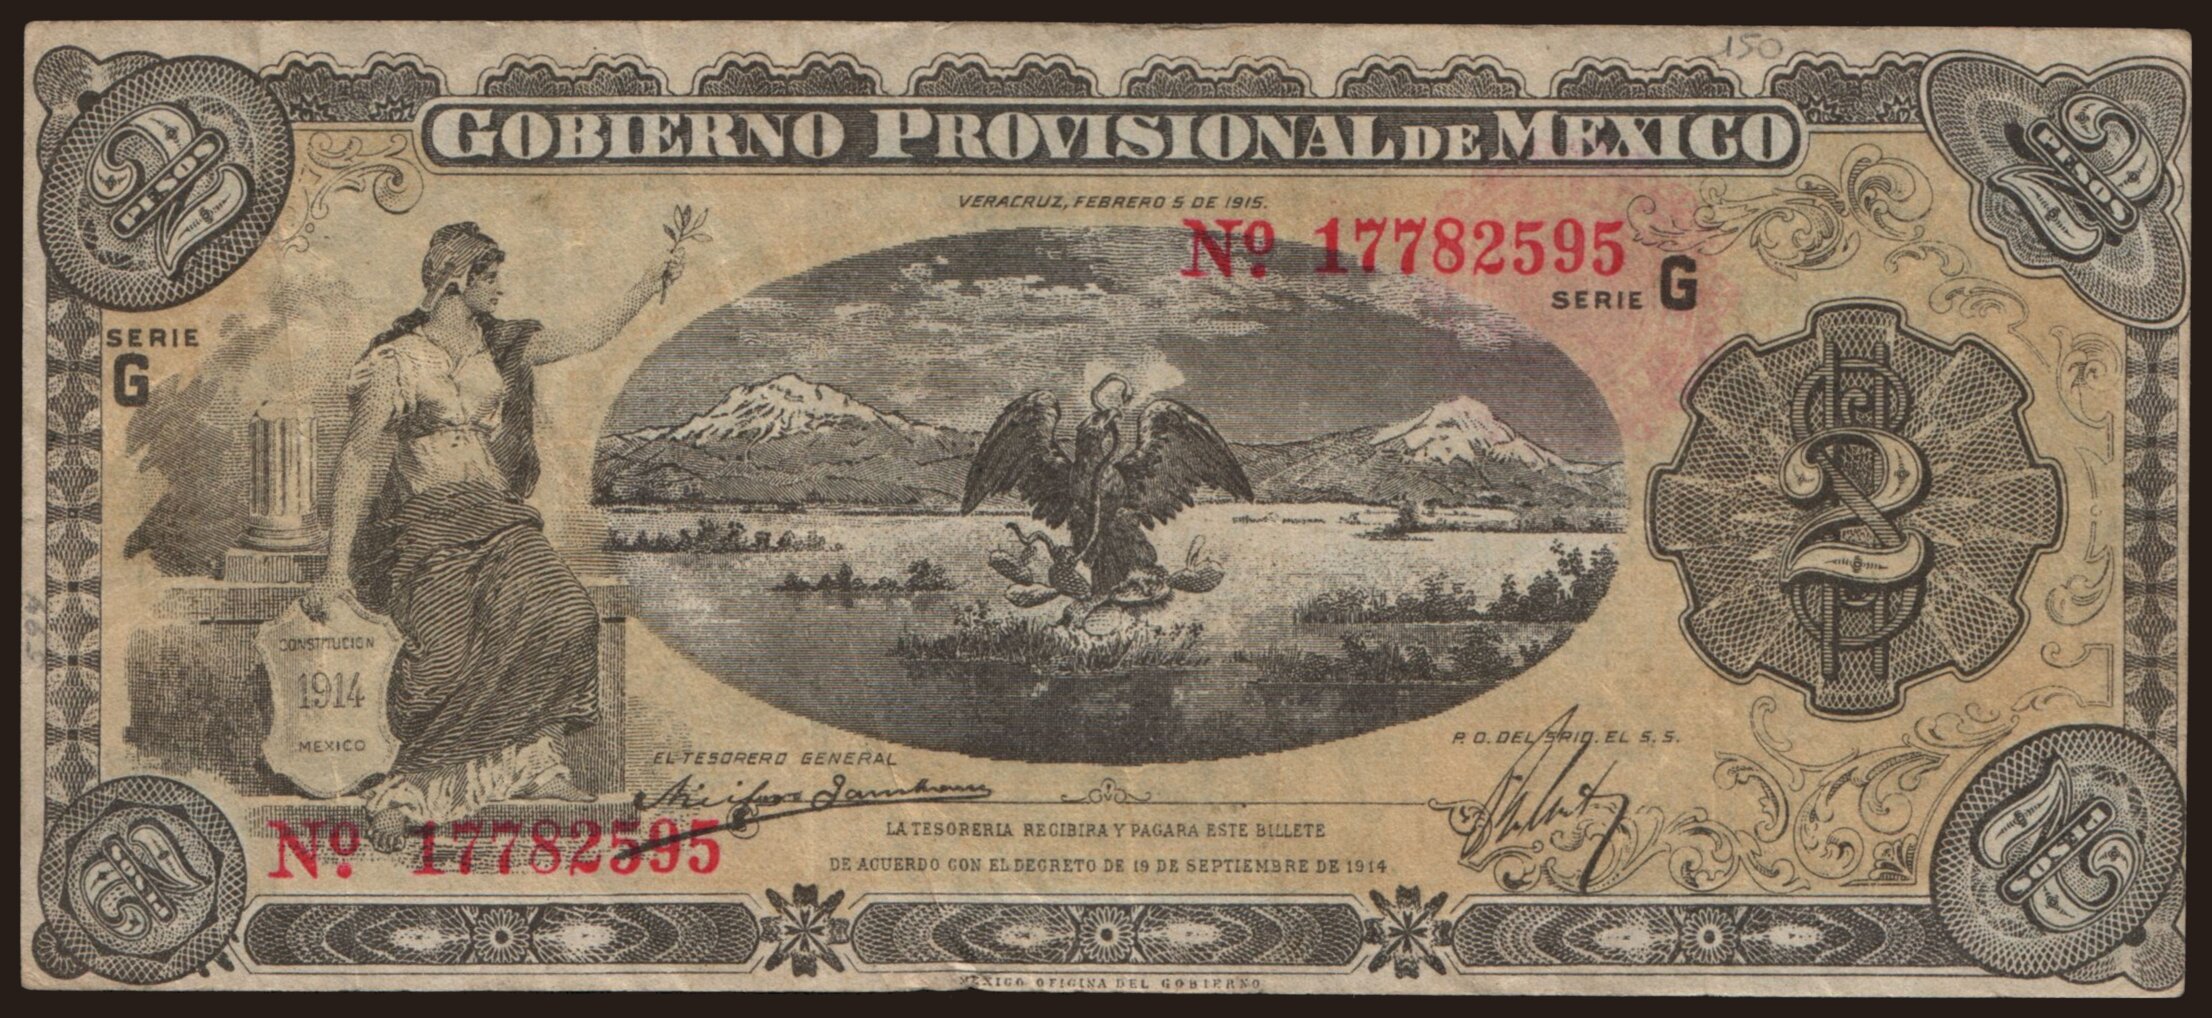 150
GOBIERNO PROVISIONAL DE MEXICO
2 PESOS
2 PESOS
VERACRUZ, FEBRERO 5 DE 1915.
Nº 17782595
SERIE G
SERIE
G
2
CONSTITUCION
1914
MEXICO
EL TESORERO GENERAL
P. O. DEL SRIO. EL S. S.
Nº 17782595
LA TESORERIA RECIBIRA Y PAGARA ESTE BILLETE
DE ACUERDO CON EL DECRETO DE 19 DE SEPTIEMBRE DE 1914
2 PESOS
2 PESOS
MEXICO OFICINA DEL GOBIERNO